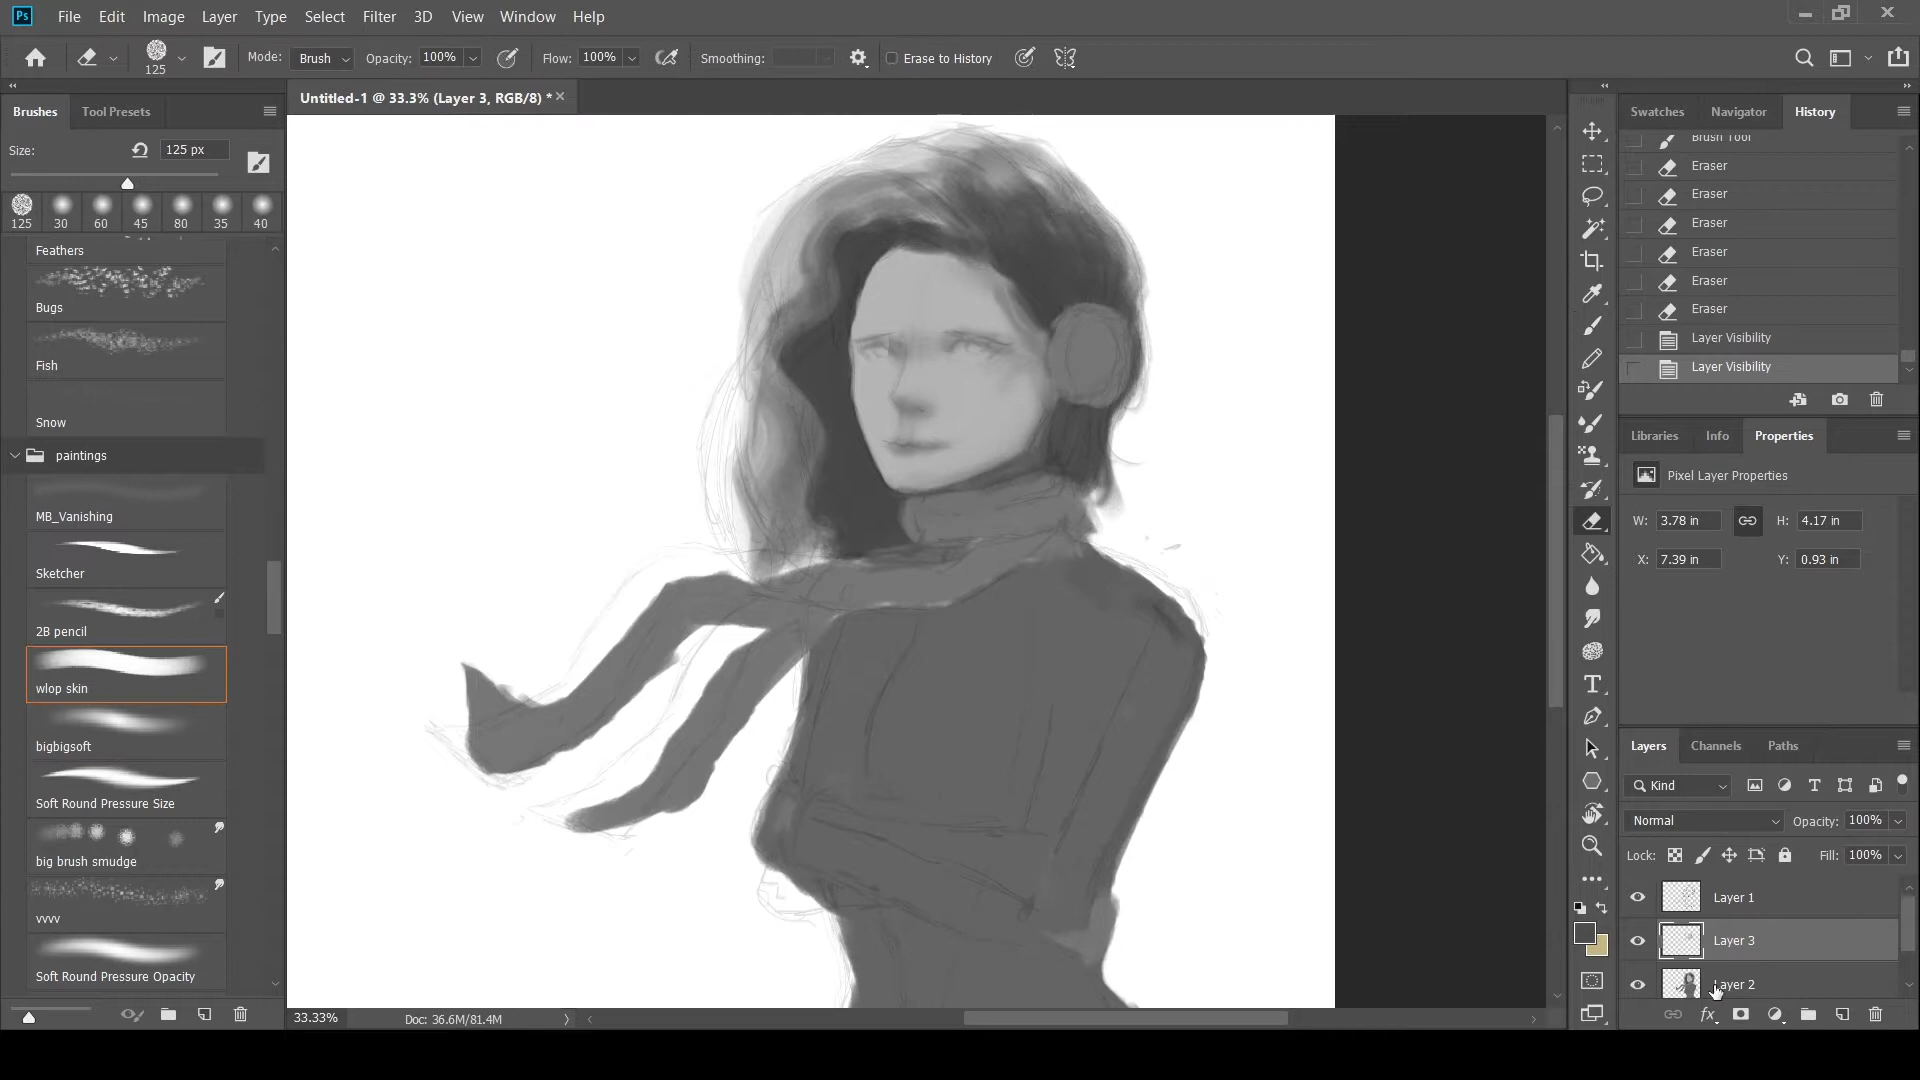 Ps File Edit Image Layer Type Select Filter 3D View Window Help
125 Mode: Brush Opacity: 100% Flow: 100% Smoothing: Erase to History
Brushes Tool Presets
Size: 125 px
125 30 60 45 80 35 40
Feathers
Bugs
Fish
Snow
paintings
MB_Vanishing
Sketcher
2B pencil
wlop skin
bigbigsoft
Soft Round Pressure Size
big brush smudge
vvvv
Soft Round Pressure Opacity
Untitled-1 @ 33.3% (Layer 3, RGB/8) *
33.33% Doc: 36.6M/81.4M
Swatches Navigator History
Brush Tool
Eraser
Eraser
Eraser
Eraser
Eraser
Eraser
Layer Visibility
Layer Visibility
Libraries Info Properties
Pixel Layer Properties
W: 3.78 in H: 4.17 in
X: 7.39 in Y: 0.93 in
Layers Channels Paths
Kind
Normal Opacity: 100%
Lock: Fill: 100%
Layer 1
Layer 3
Layer 2
fx